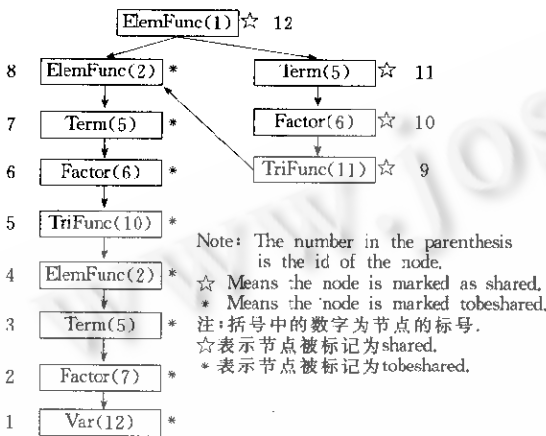 ElemFunc(1)☆ 12
8 ElemFunc(2) * Term(5) ☆ 11
7 Term(5) * Factor(6) ☆ 10
6 Factor(6) * TriFunc(11) ☆ 9
5 TriFunc(10) *
4 ElemFunc(2) *
3 Term(5) *
2 Factor(7) *
1 Var(12) *
Note: The number in the parenthesis
is the id of the node.
☆ Means the node is marked as shared.
* Means the node is marked tobeshared.
注:括号中的数字为节点的标号.
☆表示节点被标记为shared.
* 表示节点被标记为tobeshared.
www.jos